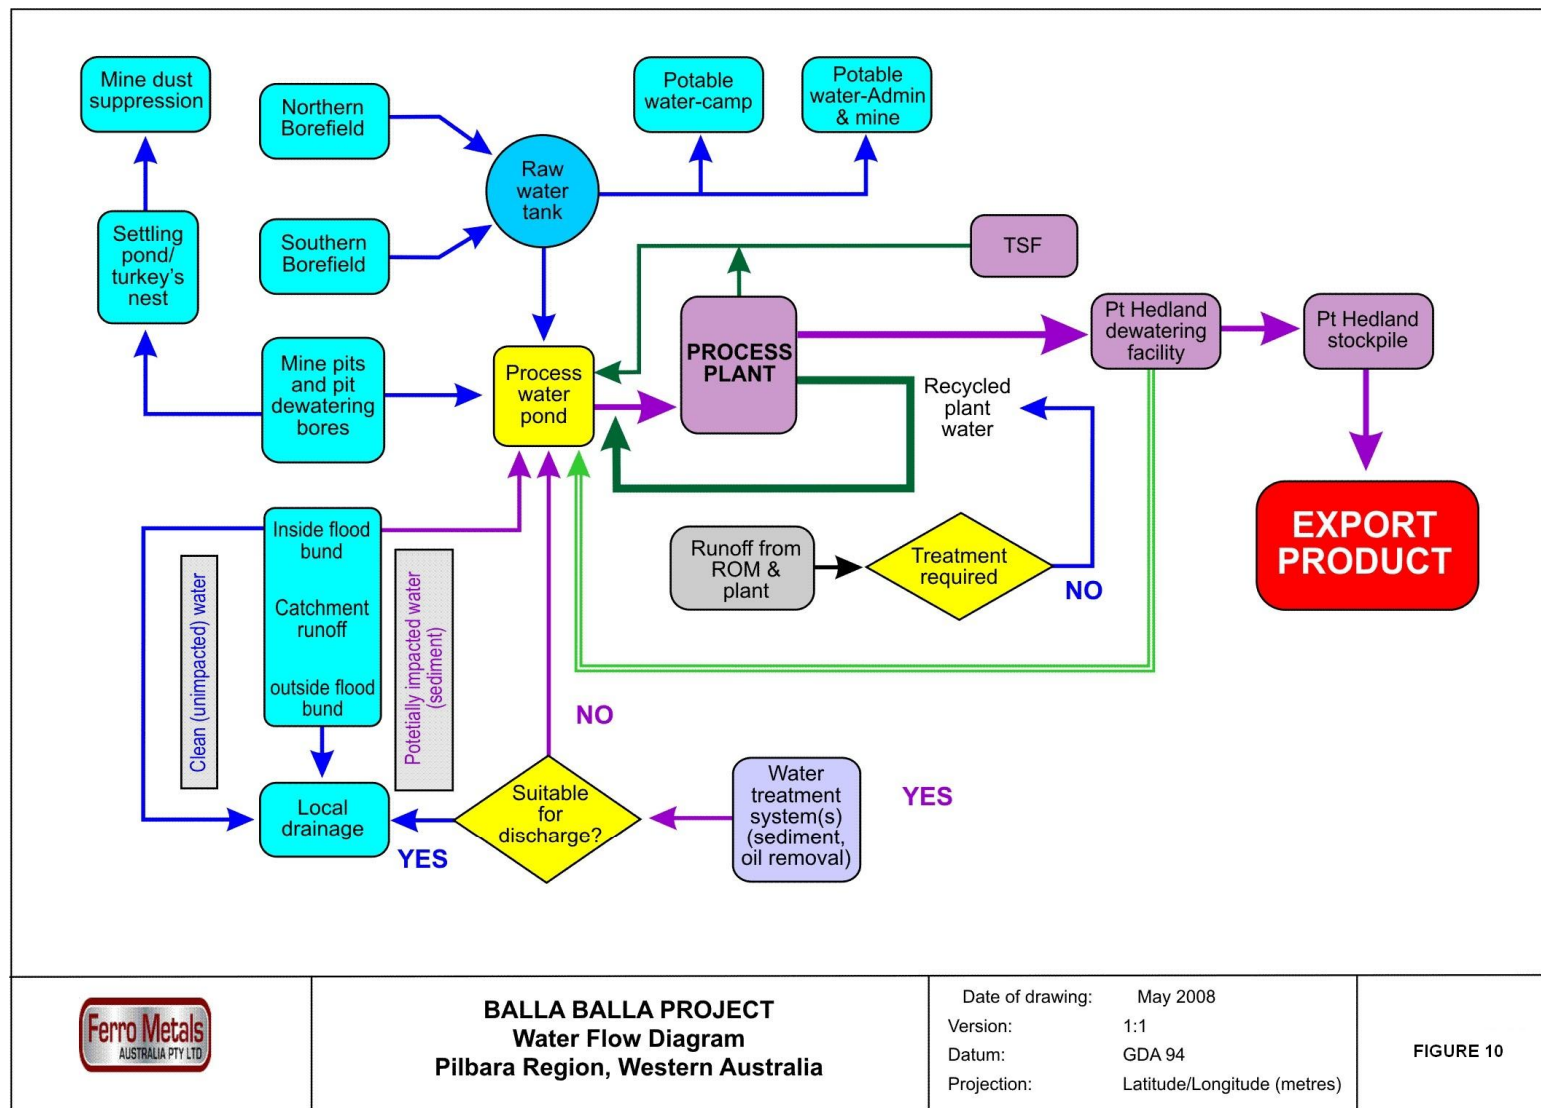 Mine dust
suppression
Northern
Borefield
Potable
water-camp
Potable
water-Admin
& mine
Raw
water
tank
Settling
pond/
turkey's
nest
Southern
Borefield
TSF
Mine pits
and pit
dewatering
bores
Process
water
pond
PROCESS
PLANT
Pt Hedland
dewatering
facility
Pt Hedland
stockpile
Recycled
plant
water
EXPORT
PRODUCT
Inside flood
bund
Catchment
runoff
outside flood
bund
Clean (unimpacted) water
Potetially impacted water
(sediment)
Runoff from
ROM &
plant
Treatment
required
NO
NO
Local
drainage
YES
Suitable
for
discharge?
Water
treatment
system(s)
(sediment,
oil removal)
YES
Ferro Metals
AUSTRALIA PTY LTD
BALLA BALLA PROJECT
Water Flow Diagram
Pilbara Region, Western Australia
Date of drawing: May 2008
Version: 1:1
Datum: GDA 94
Projection: Latitude/Longitude (metres)
FIGURE 10